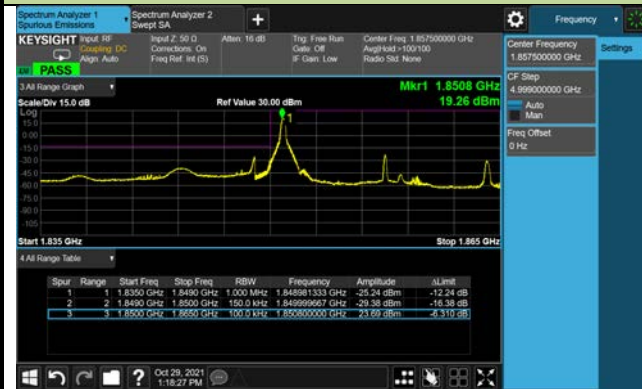 Spectrum Analyzer 1
Spurious Emissions
Spectrum Analyzer 2
Swept SA
Frequency
KEYSIGHT
Input: RF
Coupling: DC
Align: Auto
Input Z: 50 Ω
Corrections: On
Freq Ref: Int (S)
Atten: 16 dB
Trig: Free Run
Gate: Off
IF Gain: Low
Center Freq: 1.857500000 GHz
Avg|Hold:>100/100
Radio Std: None
PASS
Center Frequency
1.857500000 GHz
Settings
CF Step
4.999000000 GHz
Auto
Man
Freq Offset
0 Hz
3 All Range Graph
Mkr1 1.8508 GHz
19.26 dBm
Scale/Div 15.0 dB
Ref Value 30.00 dBm
Log
15.0
0.00
-15.0
-30.0
-45.0
-60.0
-75.0
-90.0
-105
1
Start 1.835 GHz
Stop 1.865 GHz
4 All Range Table
Spur Range Start Freq Stop Freq RBW Frequency Amplitude ΔLimit
1 1 1.8350 GHz 1.8490 GHz 1.000 MHz 1.848981333 GHz -25.24 dBm -12.24 dB
2 2 1.8490 GHz 1.8500 GHz 150.0 kHz 1.849999667 GHz -29.38 dBm -16.38 dB
3 3 1.8500 GHz 1.8650 GHz 100.0 kHz 1.850800000 GHz 23.69 dBm -6.310 dB
Oct 29, 2021
1:18:27 PM